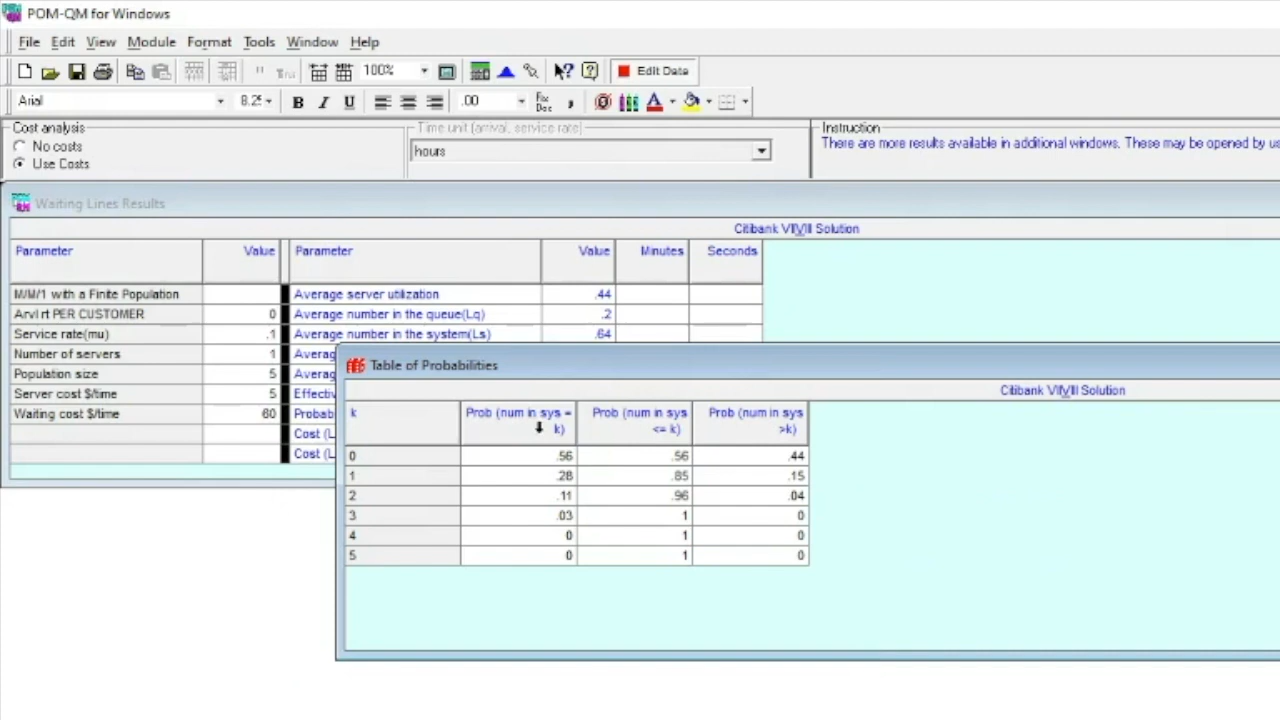 POM-QM for Windows
File Edit View Module Format Tools Window Help
100% Edit Data
Arial 8.25 B I U .00 Fix Dec ,
Cost analysis
No costs
Use Costs
Time unit (arrival, service rate)
hours
Instruction
There are more results available in additional windows. These may be opened by us
Waiting Lines Results
Citibank VII\/III Solution
Parameter Value Parameter Value Minutes Seconds
M/M/1 with a Finite Population Average server utilization .44
Arvl rt PER CUSTOMER 0 Average number in the queue(Lq) .2
Service rate(mu) .1 Average number in the system(Ls) .64
Number of servers 1 Averag
Population size 5 Averag
Server cost $/time 5 Effectiv
Waiting cost $/time 60 Probab
Cost (L
Cost (L
Table of Probabilities
Citibank VII\/III Solution
k Prob (num in sys = k) Prob (num in sys <= k) Prob (num in sys >k)
0 .56 .56 .44
1 .28 .85 .15
2 .11 .96 .04
3 .03 1 0
4 0 1 0
5 0 1 0